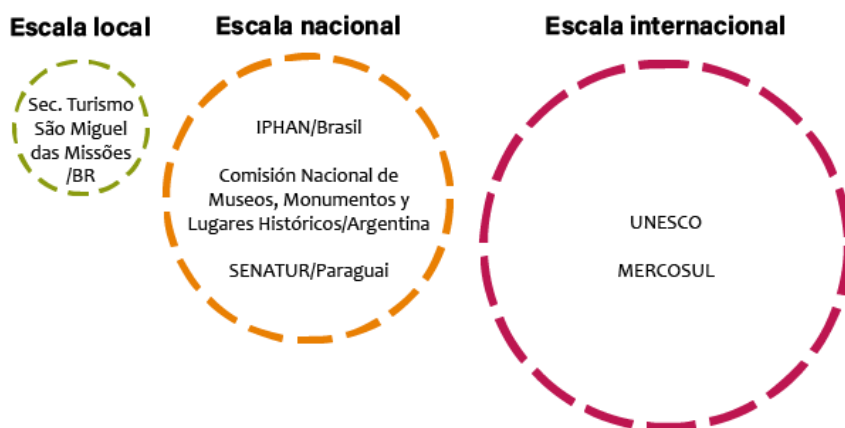 Escala local
Sec. Turismo
São Miguel
das Missões
/BR
Escala nacional
IPHAN/Brasil
Comisión Nacional de
Museos, Monumentos y
Lugares Históricos/Argentina
SENATUR/Paraguai
Escala internacional
UNESCO
MERCOSUL